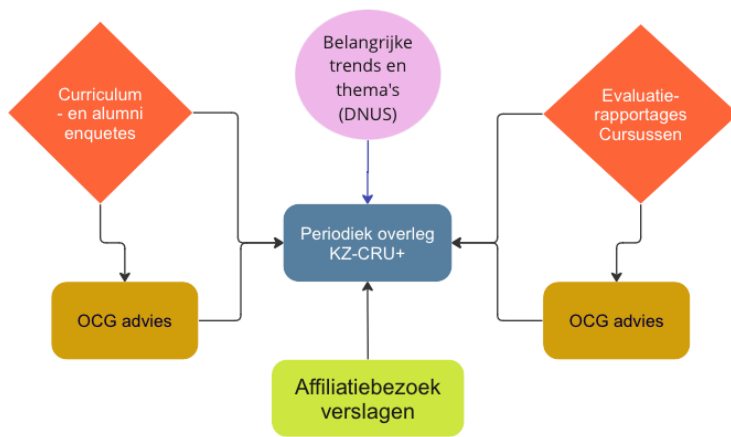 Belangrijke
trends en
thema's
(DNUS)
Curriculum
- en alumni
enquetes
Evaluatie-
rapportages
Cursussen
Periodiek overleg
KZ-CRU+
OCG advies
OCG advies
Affiliatiebezoek
verslagen